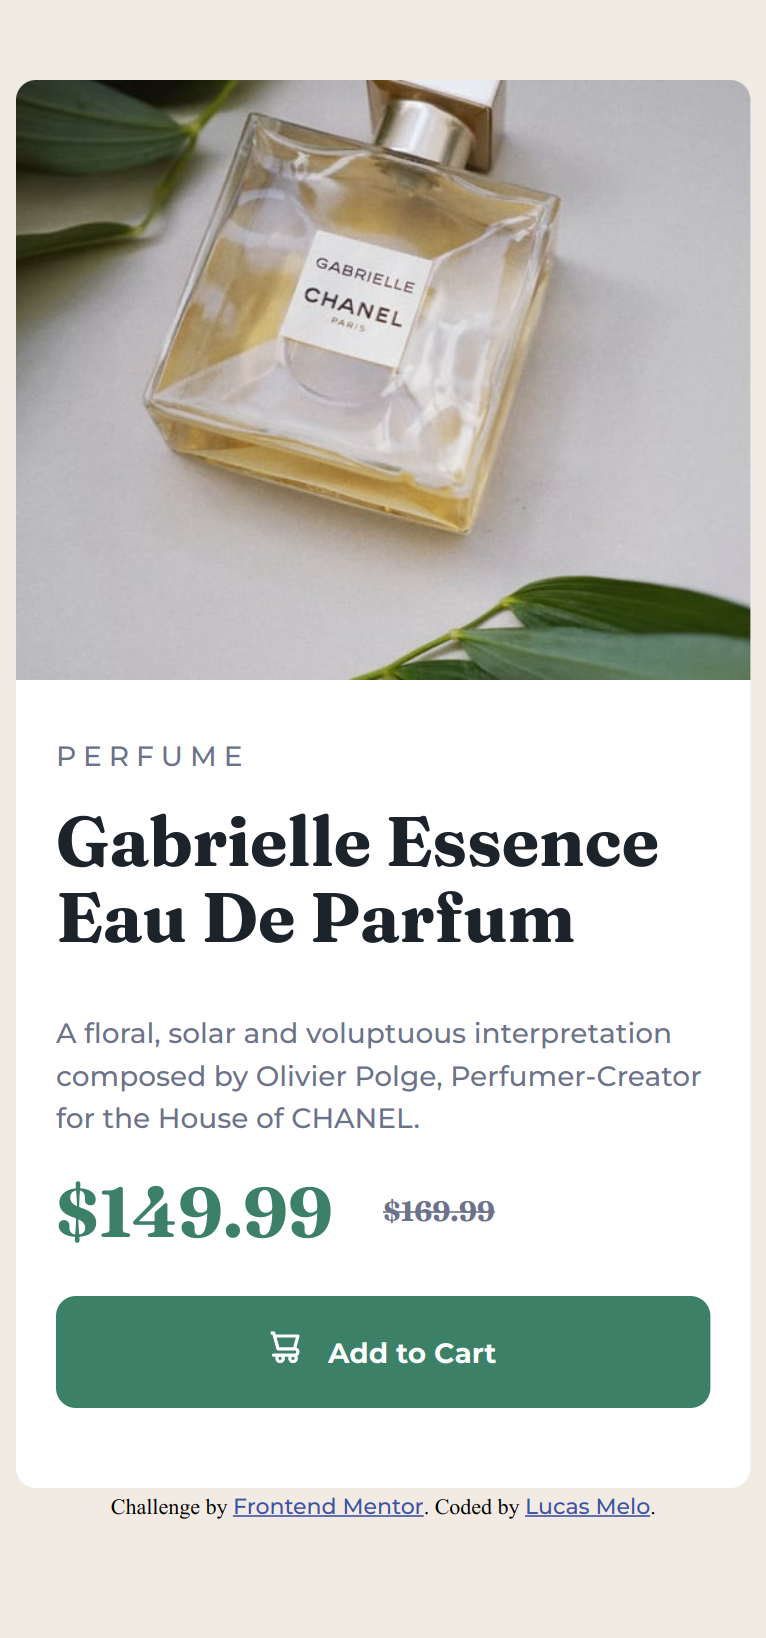 GABRIELLE
CHANEL
PARIS
PERFUME
Gabrielle Essence
Eau De Parfum
A floral, solar and voluptuous interpretation
composed by Olivier Polge, Perfumer-Creator
for the House of CHANEL.
$149.99 $169.99
Add to Cart
Challenge by Frontend Mentor. Coded by Lucas Melo.